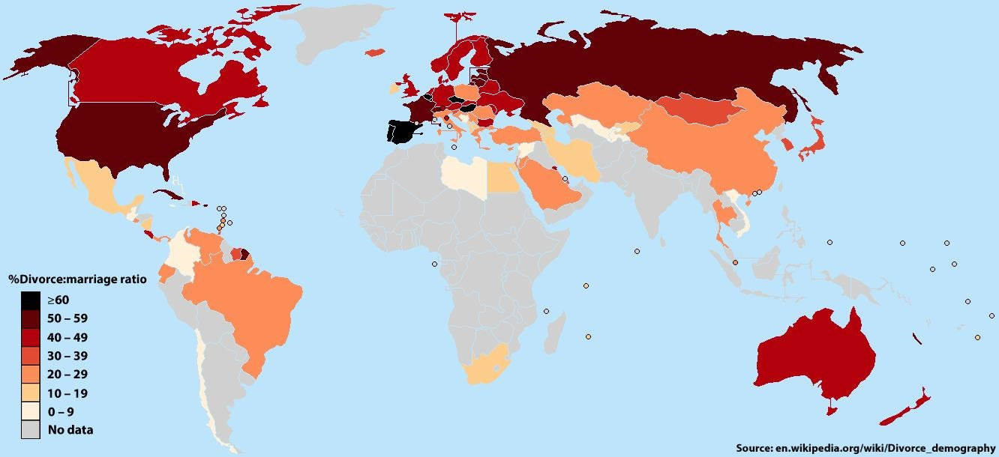 %Divorce:marriage ratio
≥60
50 – 59
40 – 49
30 – 39
20 – 29
10 – 19
0 – 9
No data
Source: en.wikipedia.org/wiki/Divorce_demography